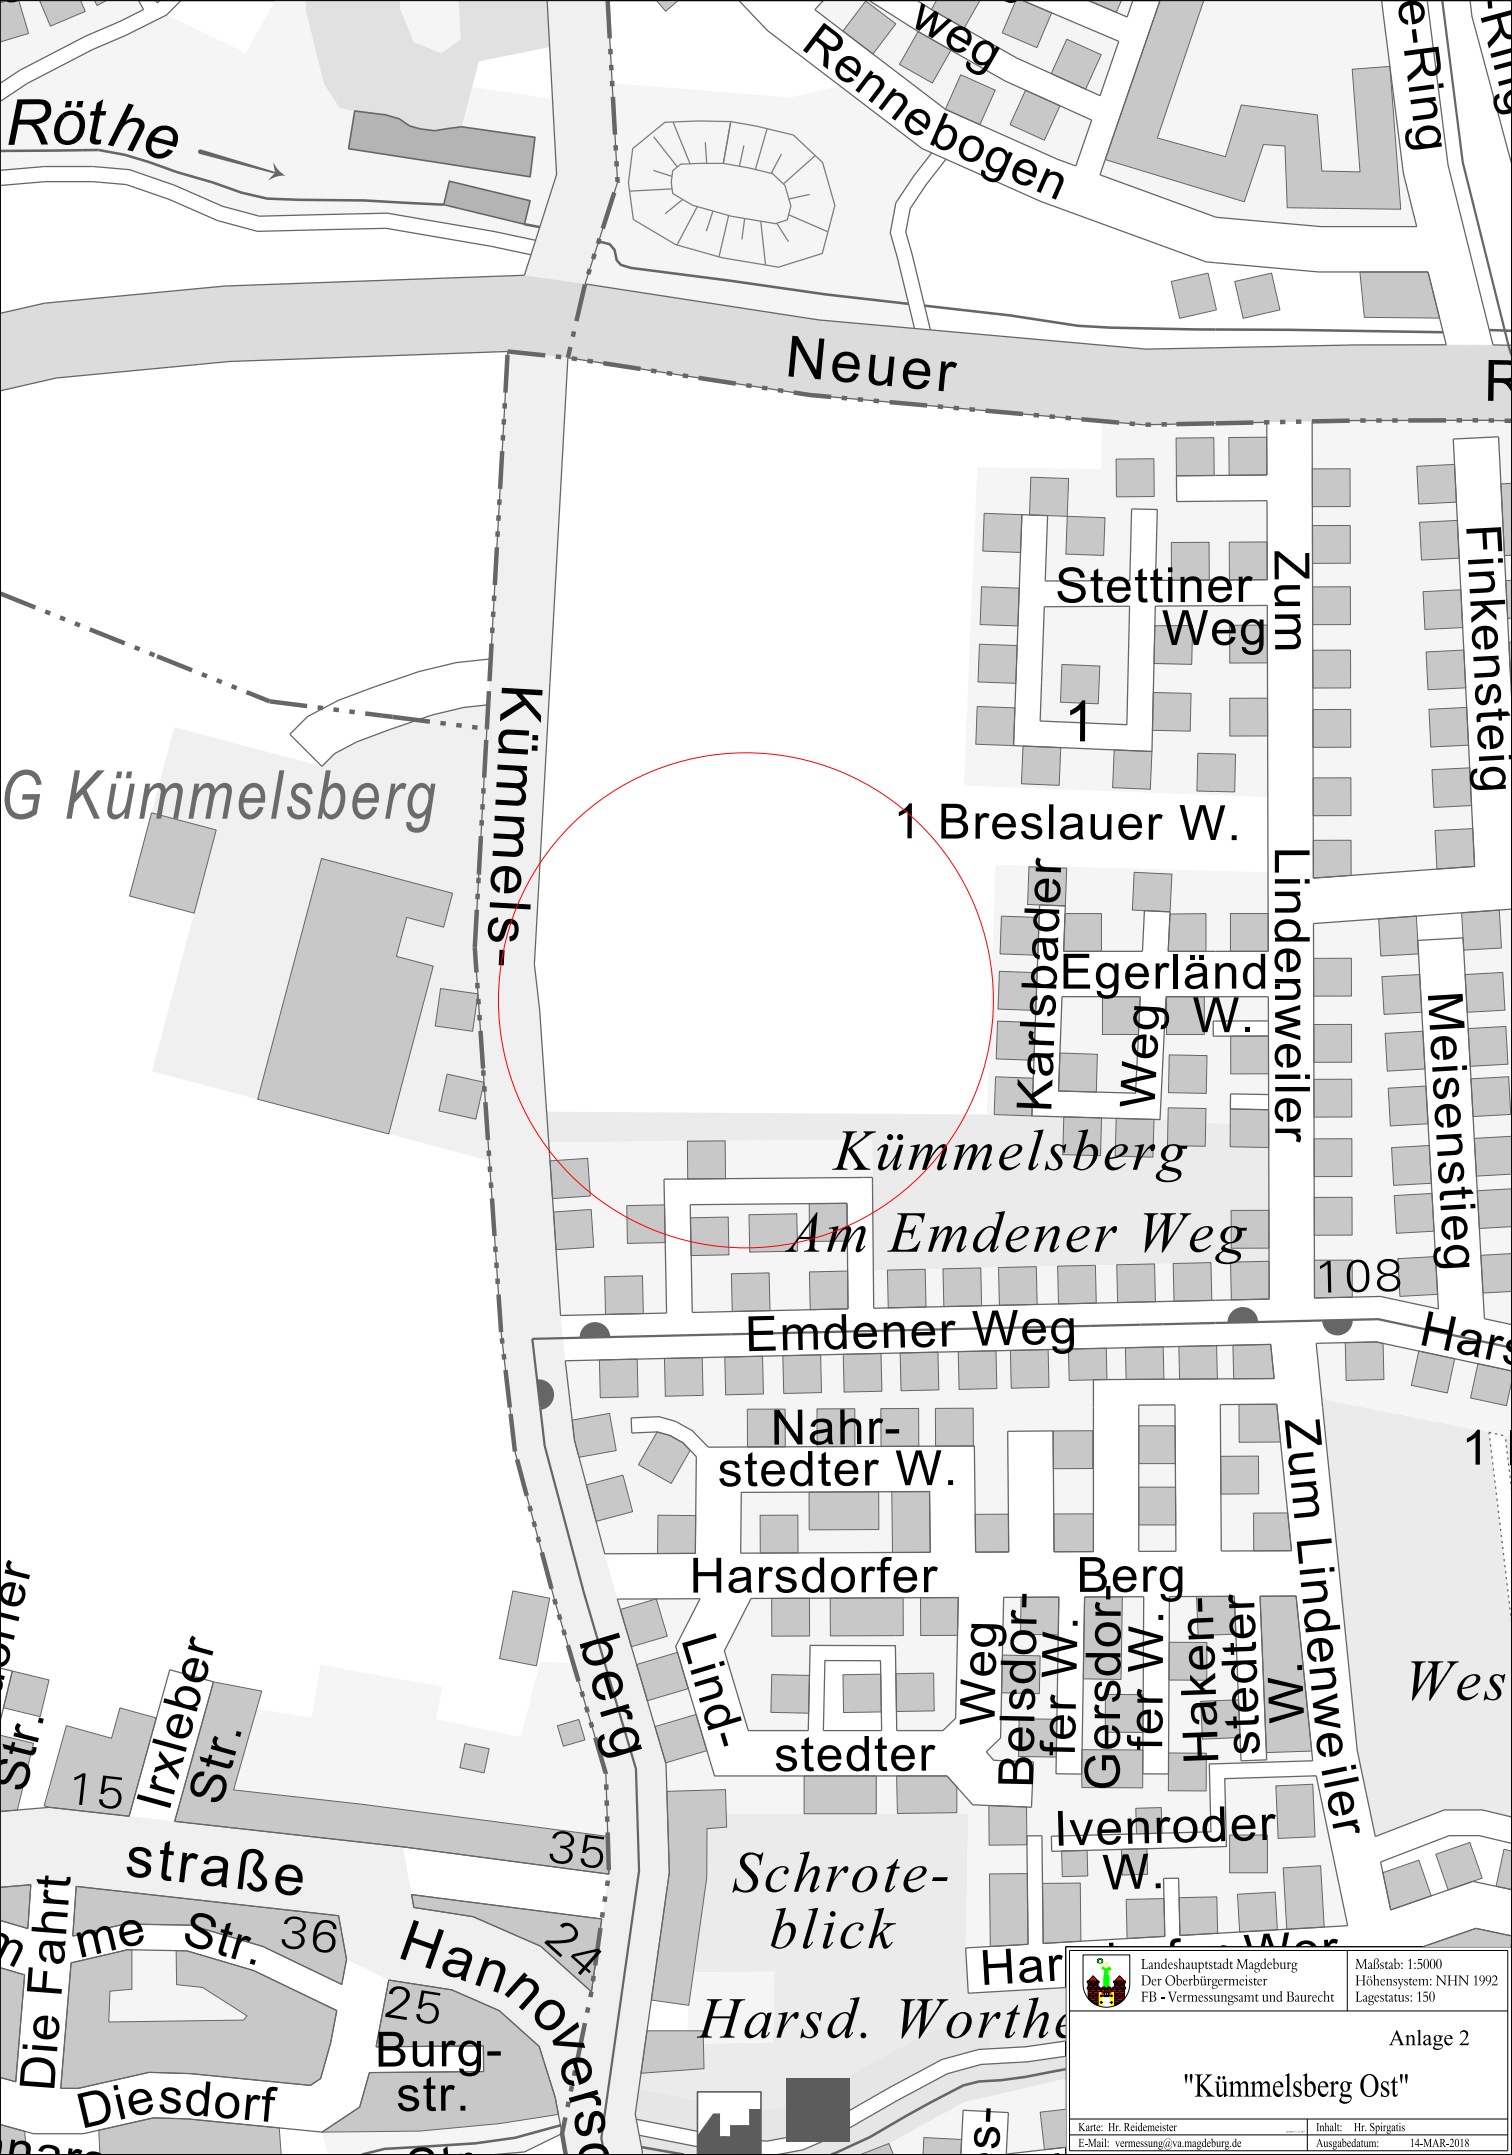 weg
Rennebogen
e-Ring
-Ring
Röthe
Neuer
R
Zum
Finkensteig
Stettiner
Weg
1
Kümmels-
G Kümmelsberg
1 Breslauer W.
Lindenweiler
Karlsbader
Weg
Egerländ.
W.
Meisenstieg
Kümmelsberg
Am Emdener Weg
108
Emdener Weg
Hars
Nahr-
stedter W.
Zum Lindenweiler
1
Harsdorfer
Berg
berg
Lind-
stedter
Weg
Belsdor-
fer W.
Gersdor-
fer W.
Haken-
stedter
W.
Wes
Irxleber
Str.
Str.
15
35
straße
Ivenroder
W.
Schrote-
blick
Die Fahrt
me Str.
36
24
Hannoversc
25
Burg-
str.
Diesdorf
Har
Harsd. Worthe
s-
Landeshauptstadt Magdeburg
Der Oberbürgermeister
FB - Vermessungsamt und Baurecht
Maßstab: 1:5000
Höhensystem: NHN 1992
Lagestatus: 150
Anlage 2
"Kümmelsberg Ost"
Karte: Hr. Reidemeister
Inhalt: Hr. Spirgatis
E-Mail: vermessung@va.magdeburg.de
Ausgabedatum: 14-MAR-2018